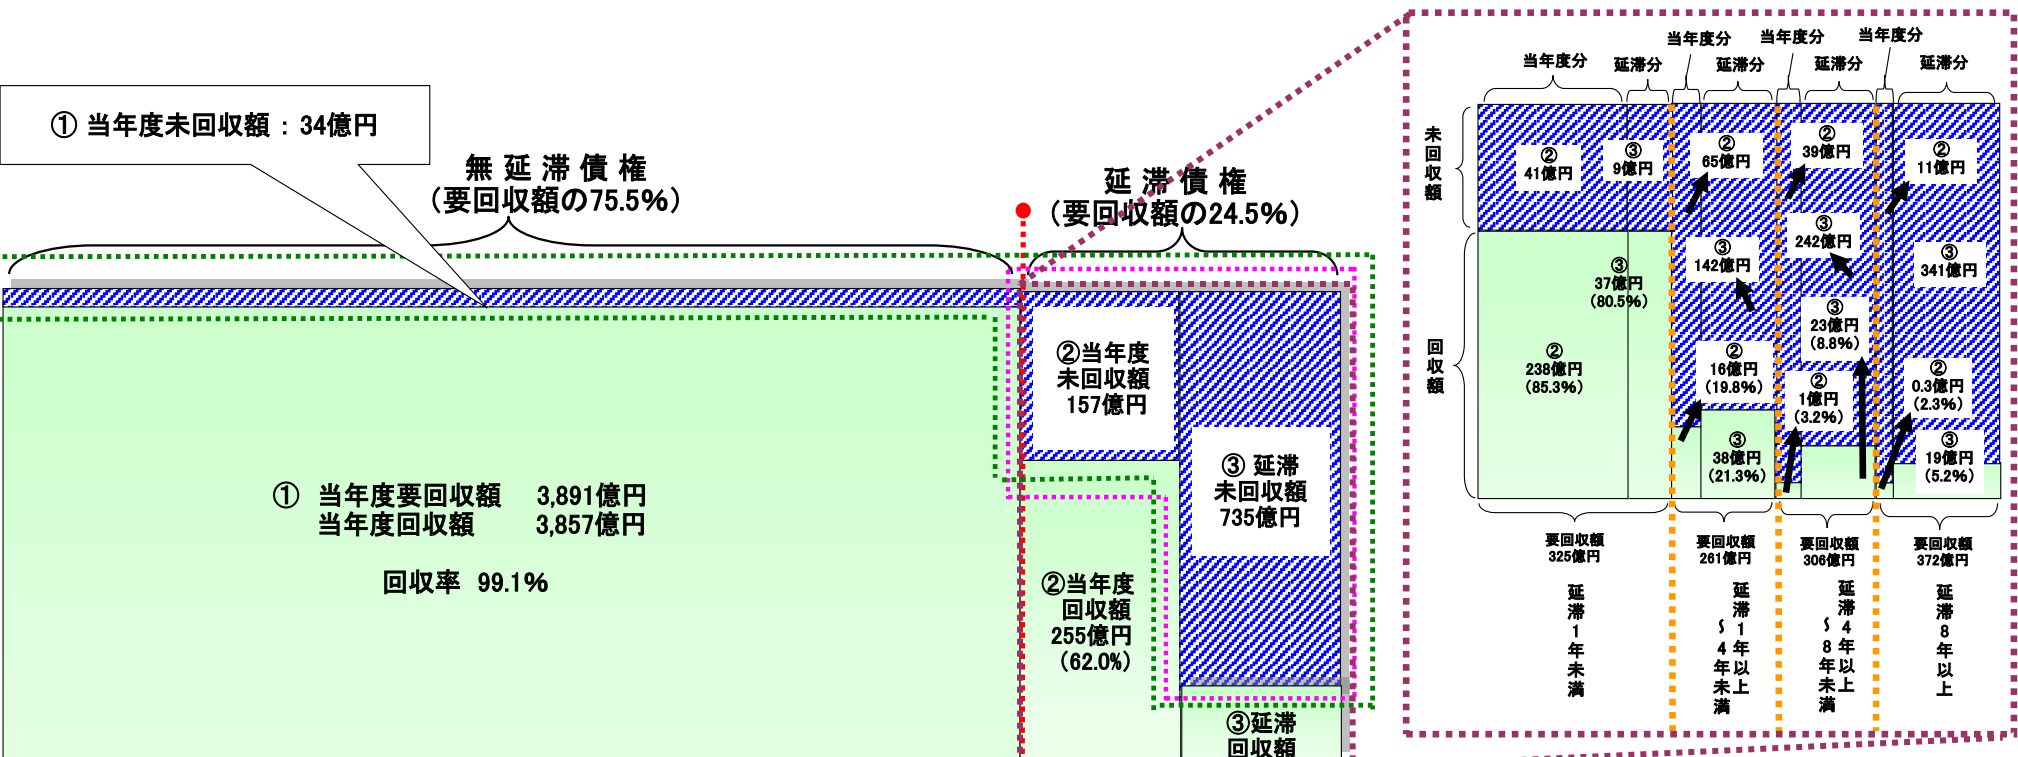 ① 当年度未回収額 : 34億円
無 延 滞 債 権
（要回収額の75.5%）
延 滞 債 権
（要回収額の24.5%）
① 当年度要回収額 3,891億円
当年度回収額 3,857億円
回収率 99.1%
②当年度
未回収額
157億円
③ 延滞
未回収額
735億円
②当年度
回収額
255億円
（62.0%）
③延滞
回収額
当年度分
延滞分
当年度分
延滞分
当年度分
延滞分
当年度分
延滞分
未回収額
回収額
②
41億円
③
9億円
②
65億円
②
39億円
②
11億円
③
142億円
③
242億円
③
341億円
③
37億円
（80.5%）
②
238億円
（85.3%）
②
16億円
（19.8%）
③
38億円
（21.3%）
③
23億円
（8.8%）
②
1億円
（3.2%）
②
0.3億円
（2.3%）
③
19億円
（5.2%）
要回収額
325億円
要回収額
261億円
要回収額
306億円
要回収額
372億円
延滞1年未満
延滞1年以上
～4年未満
延滞4年以上
～8年未満
延滞8年以上